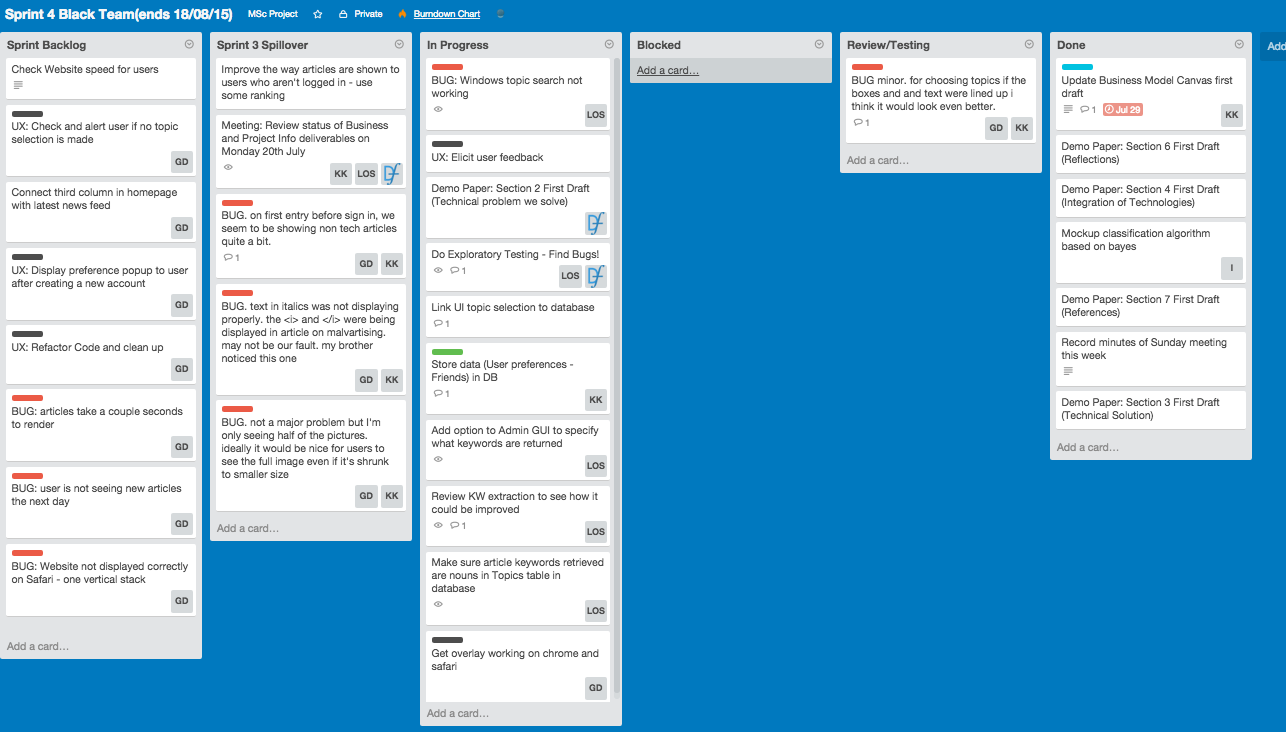 Sprint 4 Black Team(ends 18/08/15) MSc Project Private Burndown Chart
Sprint Backlog
Check Website speed for users
UX: Check and alert user if no topic
selection is made
GD
Connect third column in homepage
with latest news feed
GD
UX: Display preference popup to user
after creating a new account
GD
UX: Refactor Code and clean up
GD
BUG: articles take a couple seconds
to render
GD
BUG: user is not seeing new articles
the next day
GD
BUG: Website not displayed correctly
on Safari - one vertical stack
GD
Add a card…
Sprint 3 Spillover
Improve the way articles are shown to
users who aren't logged in - use
some ranking
Meeting: Review status of Business
and Project Info deliverables on
Monday 20th July
KK LOS Df
BUG. on first entry before sign in, we
seem to be showing non tech articles
quite a bit.
1
GD KK
BUG. text in italics was not displaying
properly. the <i> and </i> were being
displayed in article on malvartising.
may not be our fault. my brother
noticed this one
GD KK
BUG. not a major problem but I'm
only seeing half of the pictures.
ideally it would be nice for users to
see the full image even if it's shrunk
to smaller size
GD KK
Add a card…
In Progress
BUG: Windows topic search not
working
LOS
UX: Elicit user feedback
Demo Paper: Section 2 First Draft
(Technical problem we solve)
Df
Do Exploratory Testing - Find Bugs!
1
LOS Df
Link UI topic selection to database
1
Store data (User preferences -
Friends) in DB
1
KK
Add option to Admin GUI to specify
what keywords are returned
LOS
Review KW extraction to see how it
could be improved
1
LOS
Make sure article keywords retrieved
are nouns in Topics table in
database
LOS
Get overlay working on chrome and
safari
GD
Add a card…
Blocked
Add a card…
Review/Testing
BUG minor. for choosing topics if the
boxes and and text were lined up i
think it would look even better.
1
GD KK
Add a card…
Done
Update Business Model Canvas first
draft
1 Jul 29
KK
Demo Paper: Section 6 First Draft
(Reflections)
Demo Paper: Section 4 First Draft
(Integration of Technologies)
Mockup classification algorithm
based on bayes
I
Demo Paper: Section 7 First Draft
(References)
Record minutes of Sunday meeting
this week
Demo Paper: Section 3 First Draft
(Technical Solution)
Add a card…
Add